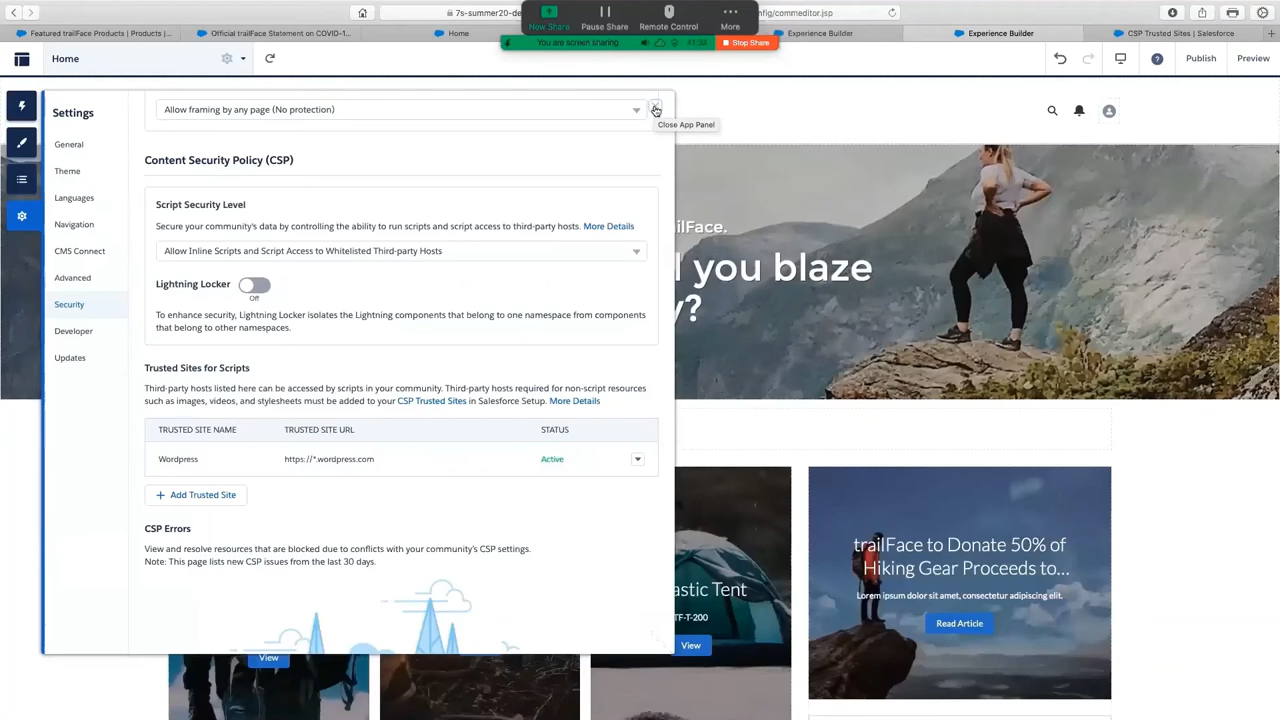 7s-summer20-de
nfig/commeditor.jsp
Now Share
Pause Share
Remote Control
More
You are screen sharing
41:38
Stop Share
Featured trailFace Products | Products |...
Official trailFace Statement on COVID-1...
Home
Experience Builder
Experience Builder
CSP Trusted Sites | Salesforce
Home
Publish
Preview
Settings
General
Theme
Languages
Navigation
CMS Connect
Advanced
Security
Developer
Updates
Allow framing by any page (No protection)
Close App Panel
Content Security Policy (CSP)
Script Security Level
Secure your community's data by controlling the ability to run scripts and script access to third-party hosts. More Details
Allow Inline Scripts and Script Access to Whitelisted Third-party Hosts
Lightning Locker
Off
To enhance security, Lightning Locker isolates the Lightning components that belong to one namespace from components
that belong to other namespaces.
Trusted Sites for Scripts
Third-party hosts listed here can be accessed by scripts in your community. Third-party hosts required for non-script resources
such as images, videos, and stylesheets must be added to your CSP Trusted Sites in Salesforce Setup. More Details
TRUSTED SITE NAME TRUSTED SITE URL STATUS
Wordpress https://*.wordpress.com Active
+ Add Trusted Site
CSP Errors
View and resolve resources that are blocked due to conflicts with your community's CSP settings.
Note: This page lists new CSP issues from the last 30 days.
ilFace.
d you blaze
y?
astic Tent
TF-T-200
View
View
trailFace to Donate 50% of
Hiking Gear Proceeds to...
Lorem ipsum dolor sit amet, consectetur adipiscing elit.
Read Article